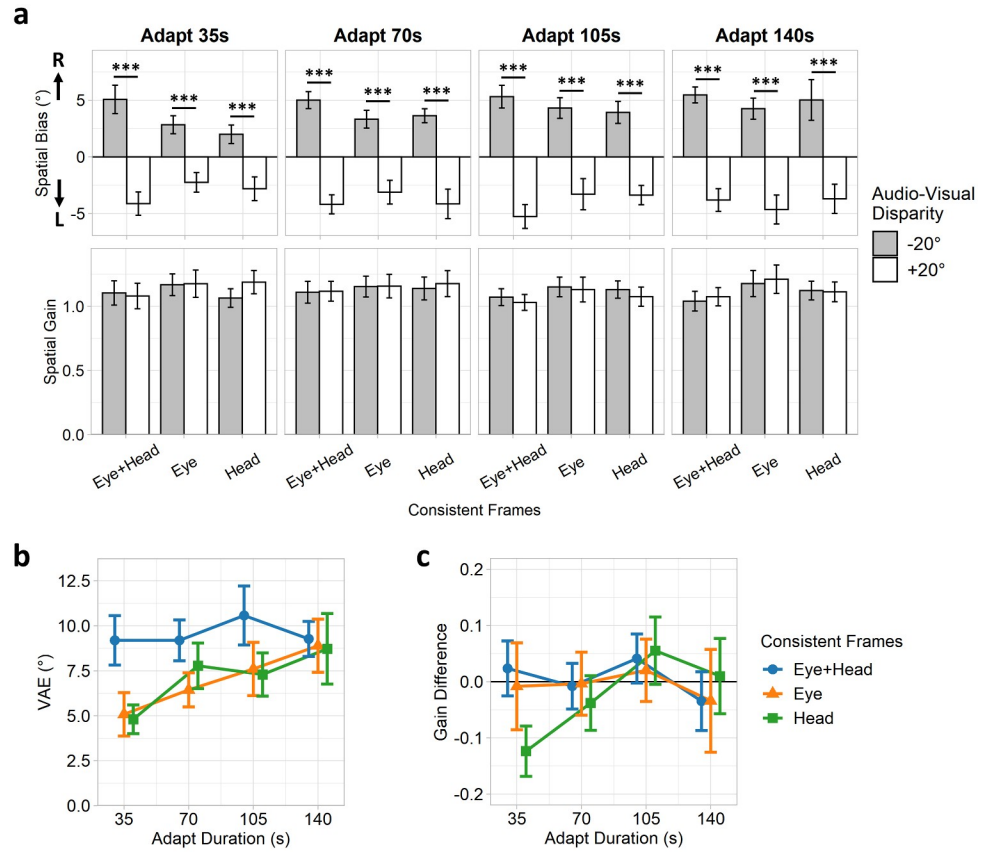 a
Adapt 35s
Adapt 70s
Adapt 105s
Adapt 140s
R
L
Spatial Bias (°)
5
0
-5
***
***
***
***
***
***
***
***
***
***
***
***
Audio-Visual
Disparity
-20°
+20°
Spatial Gain
1.0
0.5
0.0
Eye+Head
Eye
Head
Eye+Head
Eye
Head
Eye+Head
Eye
Head
Eye+Head
Eye
Head
Consistent Frames
b
VAE (°)
12.5
10.0
7.5
5.0
2.5
0.0
35
70
105
140
Adapt Duration (s)
c
Gain Difference
0.2
0.1
0.0
-0.1
-0.2
35
70
105
140
Adapt Duration (s)
Consistent Frames
Eye+Head
Eye
Head